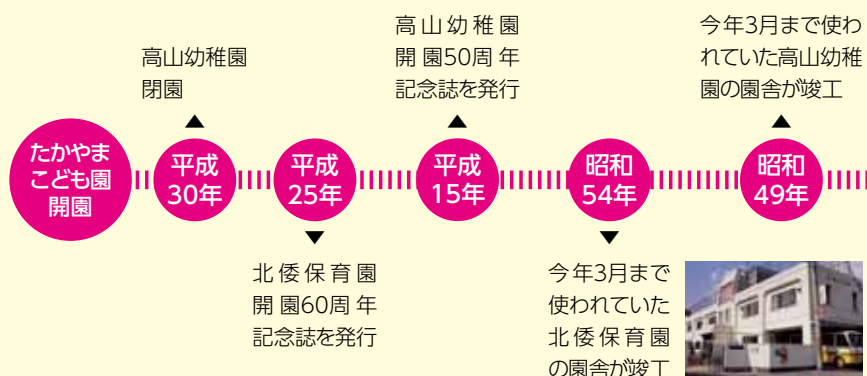 高山幼稚園
開園50周年
記念誌を発行
今年3月まで使わ
れていた高山幼稚
園の園舎が竣工
高山幼稚園
閉園
たかやま
こども園
開園
平成
30年
平成
25年
平成
15年
昭和
54年
昭和
49年
北倭保育園
開園60周年
記念誌を発行
今年3月まで
使われていた
北倭保育園
の園舎が竣工